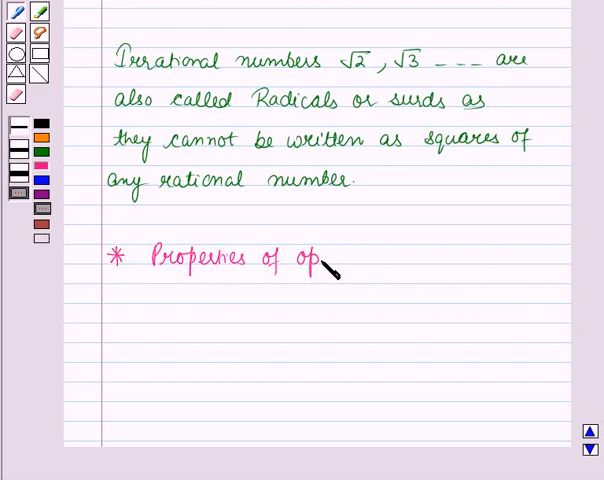 Irrational numbers √2, √3 --- are
also called Radicals or surds as
they cannot be written as squares of
any rational number.
* Properties of op